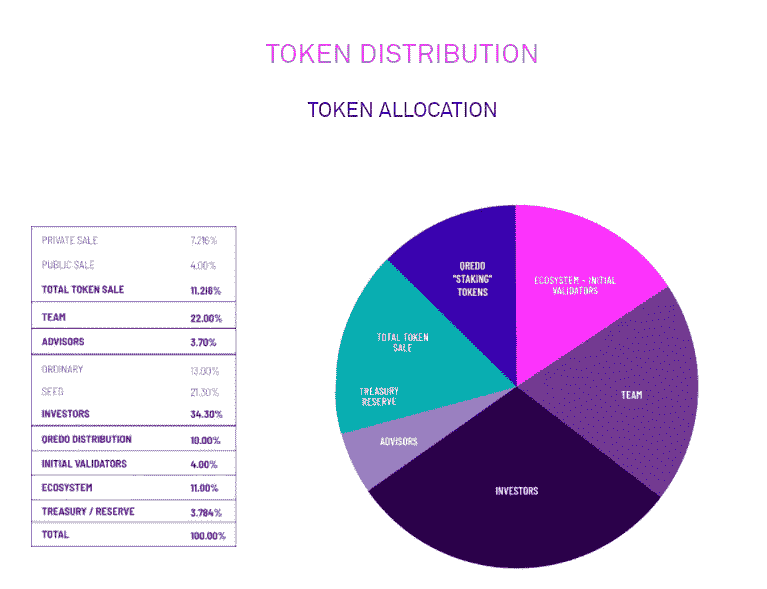 TOKEN DISTRIBUTION
TOKEN ALLOCATION
PRIVATE SALE 7.216%
PUBLIC SALE 4.00%
TOTAL TOKEN SALE 11.216%
TEAM 22.00%
ADVISORS 3.70%
ORDINARY 13.00%
SEED 21.30%
INVESTORS 34.30%
QREDO DISTRIBUTION 10.00%
INITIAL VALIDATORS 4.00%
ECOSYSTEM 11.00%
TREASURY / RESERVE 3.784%
TOTAL 100.00%
QREDO
"STAKING"
TOKENS
ECOSYSTEM - INITIAL
VALIDATORS
TOTAL TOKEN
SALE
TREASURY
RESERVE
TEAM
ADVISORS
INVESTORS